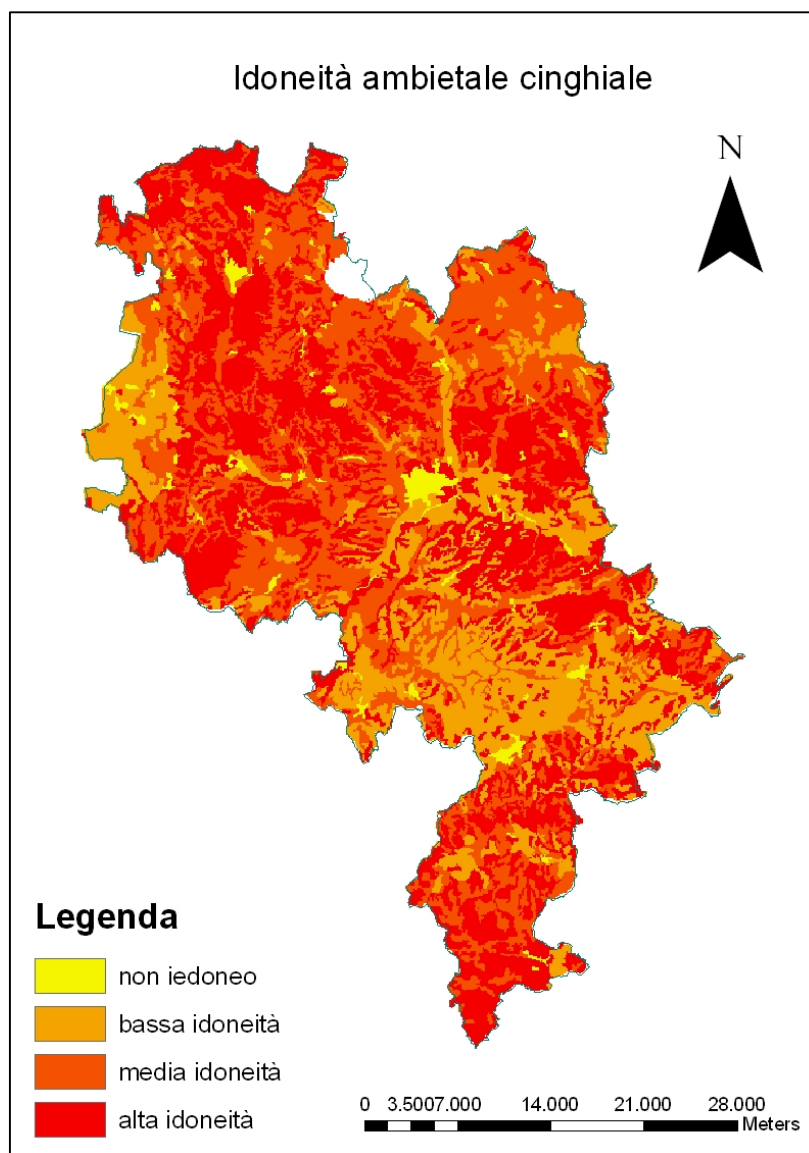 Idoneità ambietale cinghiale
N
Legenda
non iedoneo
bassa idoneità
media idoneità
alta idoneità
0 3.5007.000 14.000 21.000 28.000
Meters